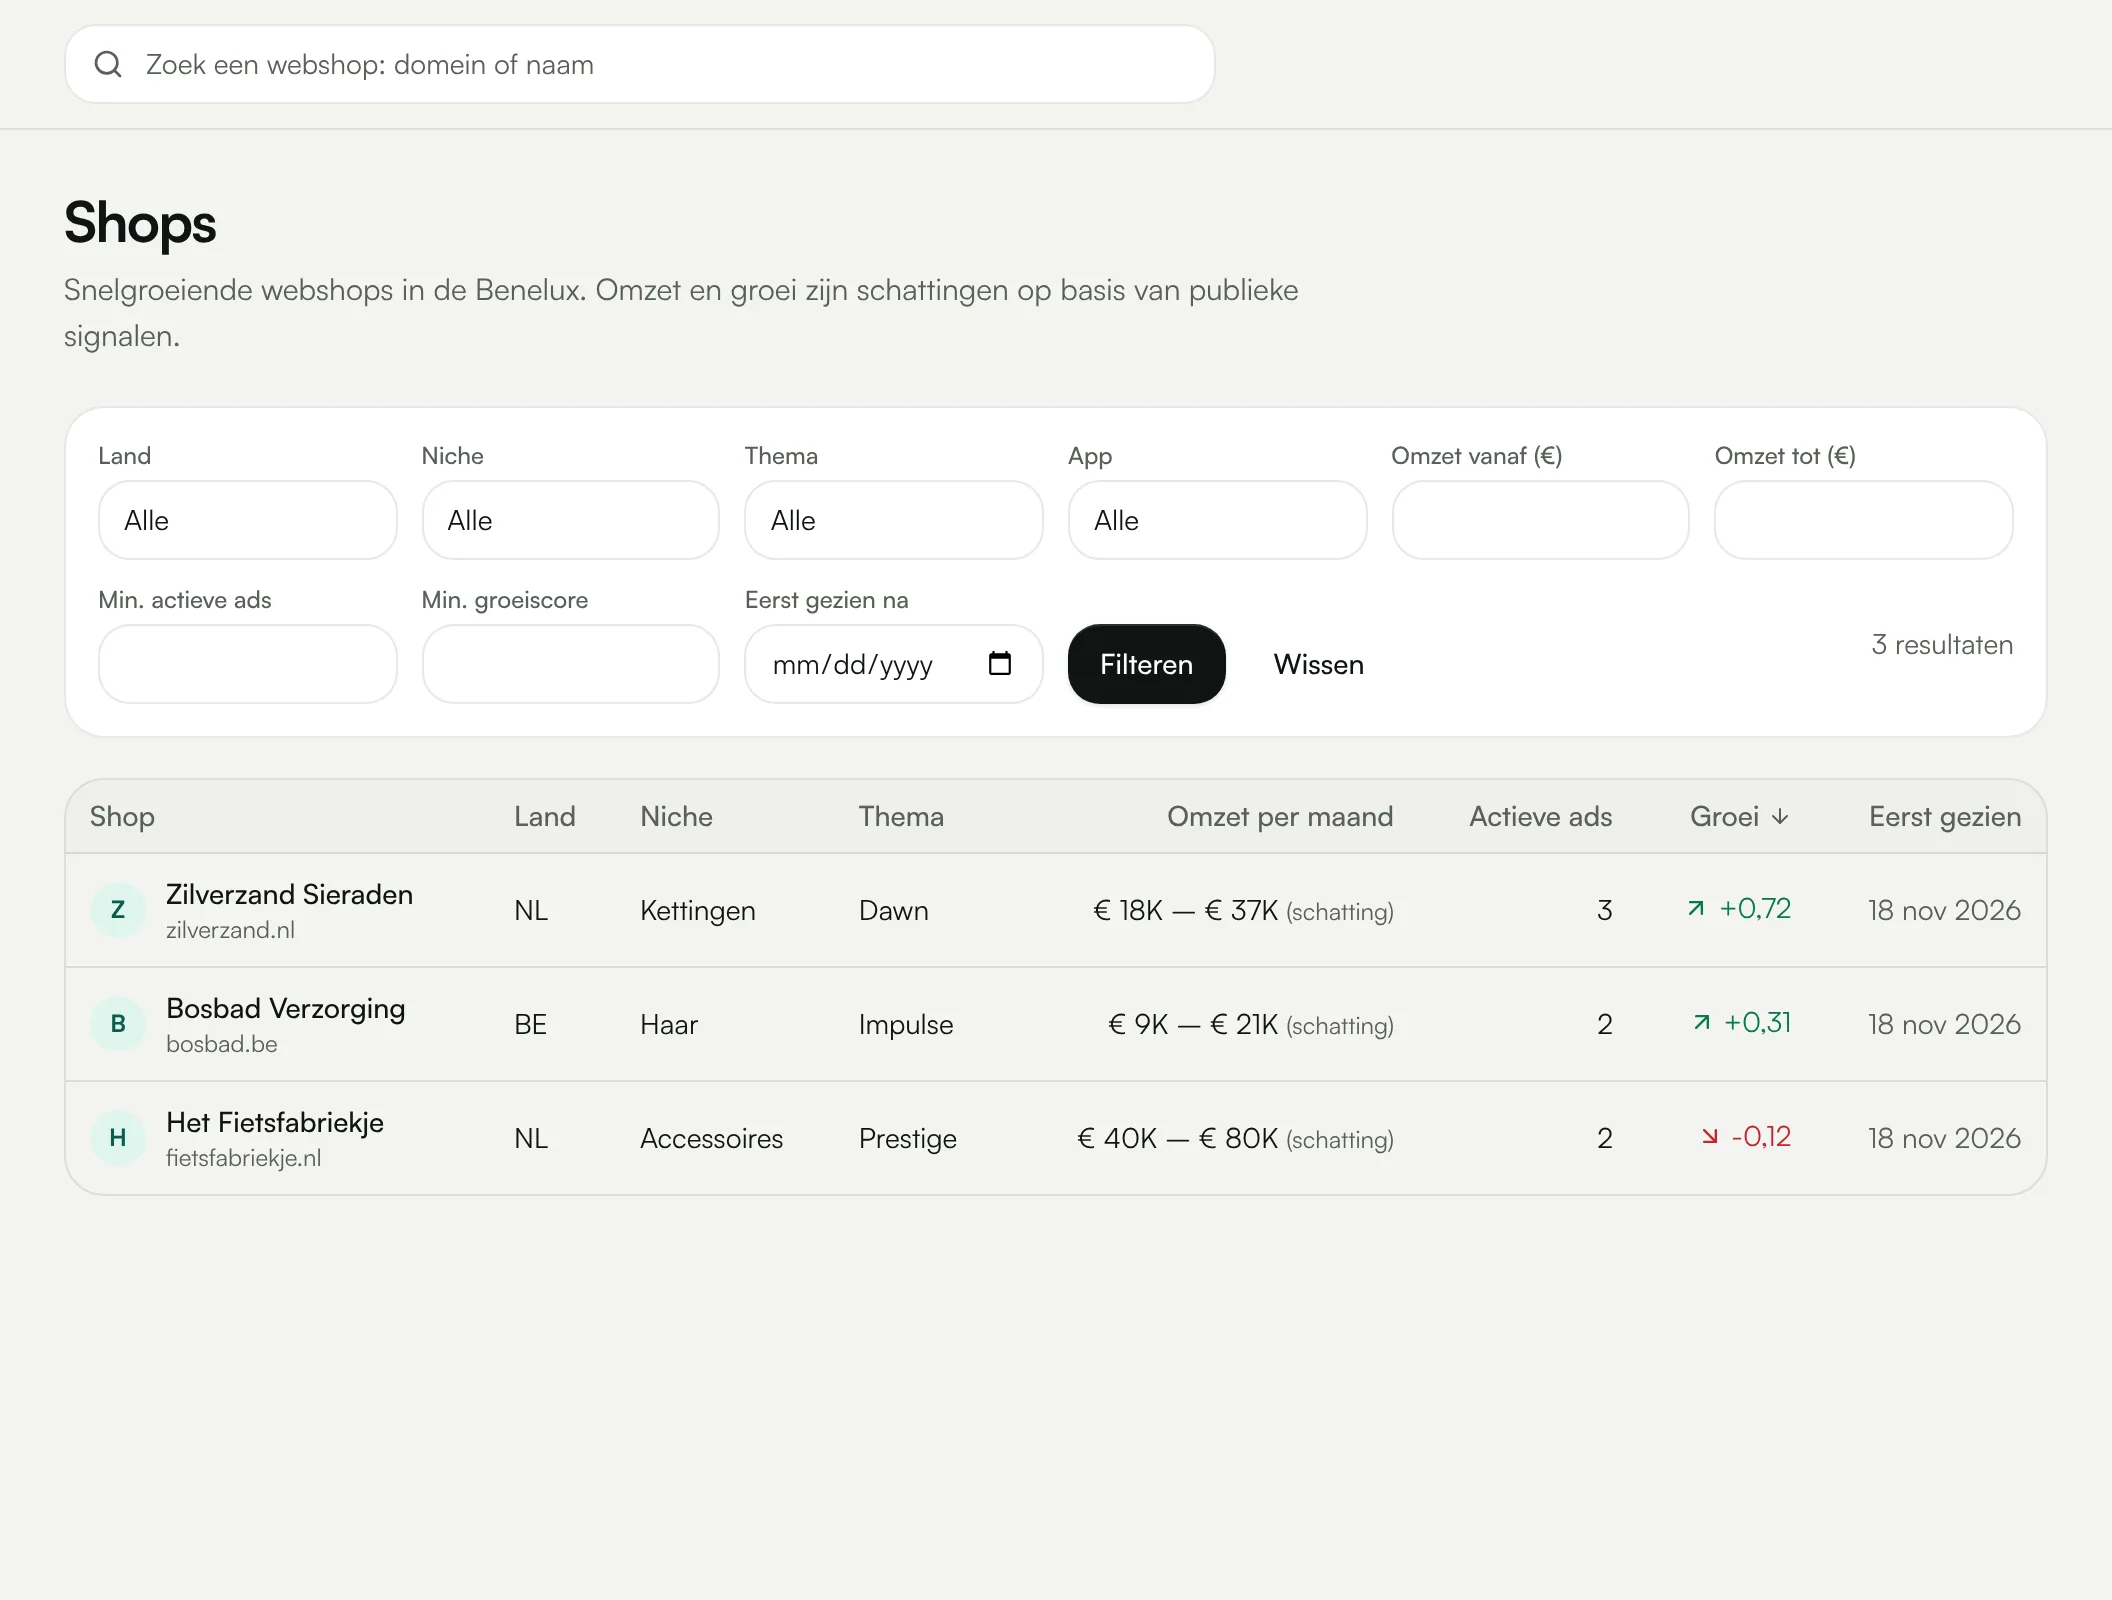 Zoek een webshop: domein of naam
Shops
Snelgroeiende webshops in de Benelux. Omzet en groei zijn schattingen op basis van publieke
signalen.
Land Niche Thema App Omzet vanaf (€) Omzet tot (€)
Alle Alle Alle Alle
Min. actieve ads Min. groeiscore Eerst gezien na
mm/dd/yyyy Filteren Wissen 3 resultaten
Shop Land Niche Thema Omzet per maand Actieve ads Groei ↓ Eerst gezien
Z Zilverzand Sieraden NL Kettingen Dawn € 18K — € 37K (schatting) 3 ↗ +0,72 18 nov 2026
zilverzand.nl
B Bosbad Verzorging BE Haar Impulse € 9K — € 21K (schatting) 2 ↗ +0,31 18 nov 2026
bosbad.be
H Het Fietsfabriekje NL Accessoires Prestige € 40K — € 80K (schatting) 2 ↘ -0,12 18 nov 2026
fietsfabriekje.nl